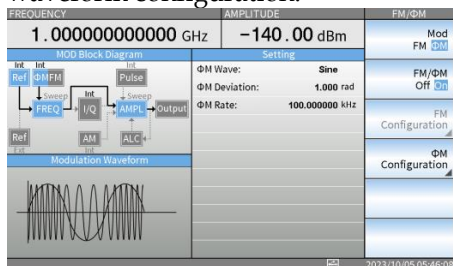 waveform configuration.
FREQUENCY
AMPLITUDE
FM/ΦM
1.000000000000 GHz
-140.00 dBm
Mod
FM ΦM
MOD Block Diagram
Setting
Int Int
Ref ΦM FM
Int
Pulse
Sweep
Int
Sweep
FREQ
I/Q
AMPL
Output
Ref
Ext
AM
Int
ALC
Modulation Waveform
ΦM Wave: Sine
ΦM Deviation: 1.000 rad
ΦM Rate: 100.000000 kHz
FM/ΦM
Off On
FM
Configuration
ΦM
Configuration
2023/10/05 05:46:08